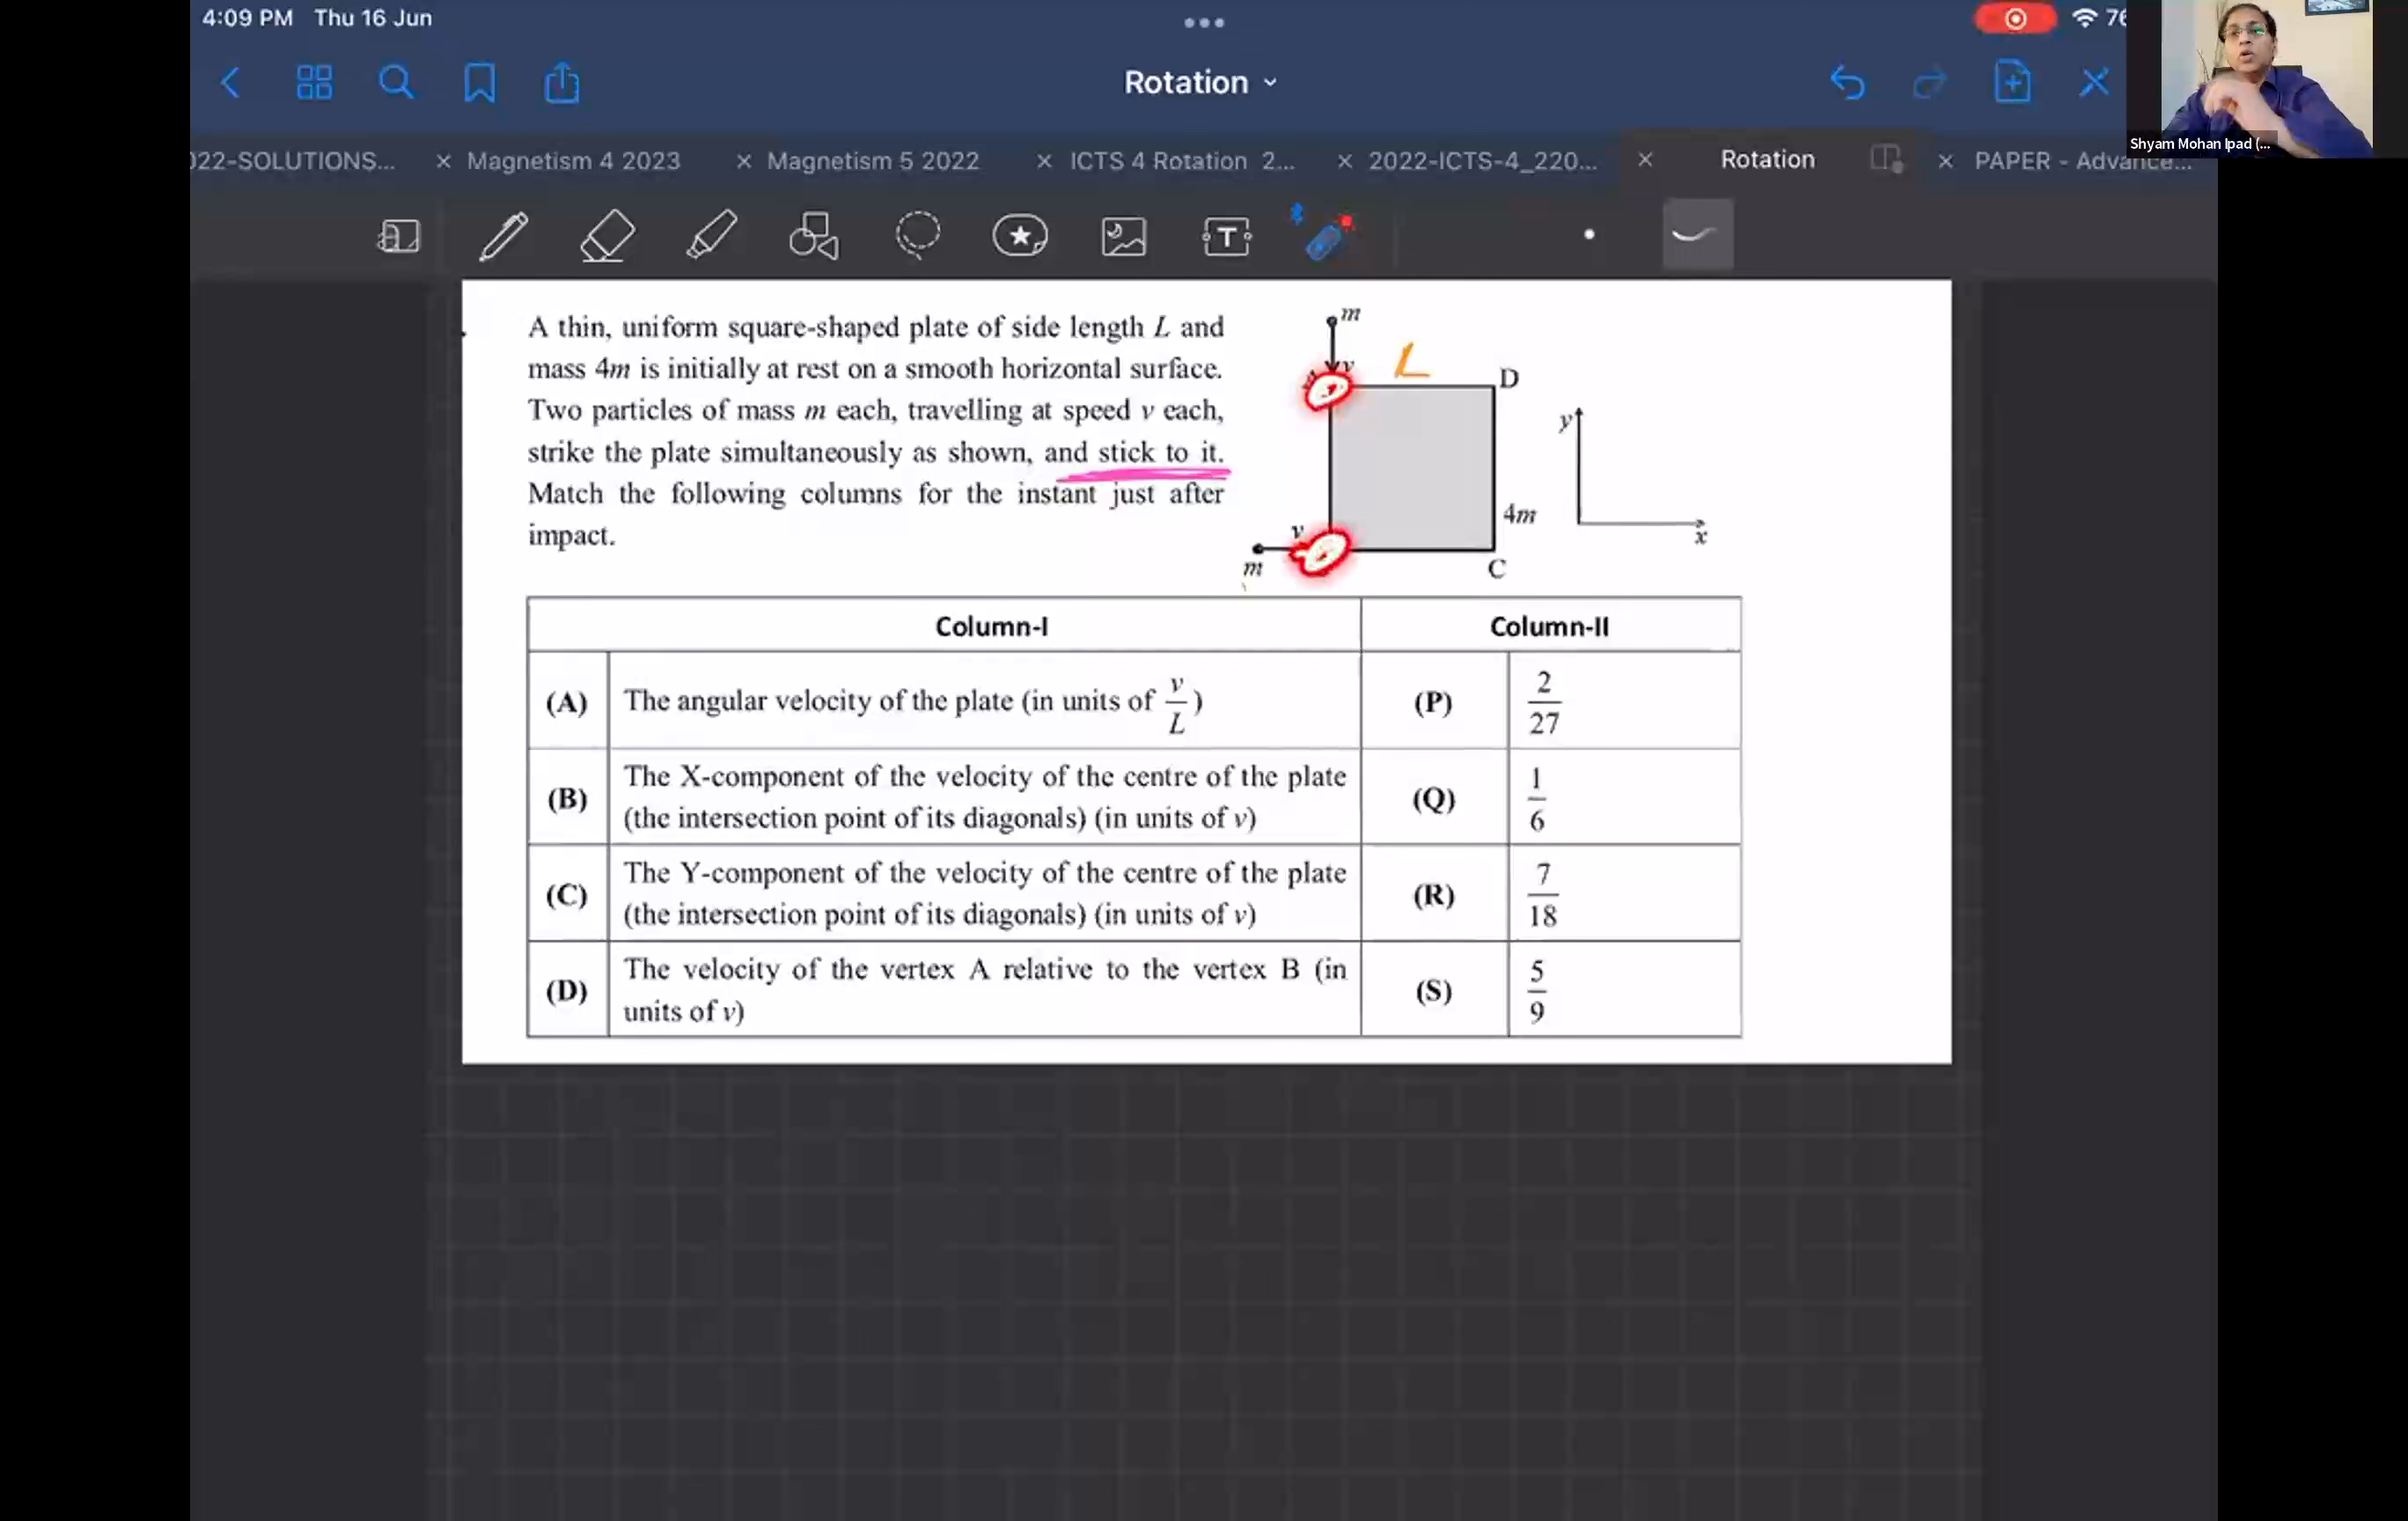 4:09 PM Thu 16 Jun
Rotation
022-SOLUTIONS...
Magnetism 4 2023
Magnetism 5 2022
ICTS 4 Rotation 2...
2022-ICTS-4_220...
Rotation
PAPER - Advance...
Shyam Mohan Ipad (...
A thin, uniform square-shaped plate of side length L and
mass 4m is initially at rest on a smooth horizontal surface.
Two particles of mass m each, travelling at speed v each,
strike the plate simultaneously as shown, and stick to it.
Match the following columns for the instant just after
impact.
m
v
L
D
y
4m
x
v
m
C
Column-I Column-II
(A) The angular velocity of the plate (in units of v/L) (P) 2/27
(B) The X-component of the velocity of the centre of the plate
(the intersection point of its diagonals) (in units of v) (Q) 1/6
(C) The Y-component of the velocity of the centre of the plate
(the intersection point of its diagonals) (in units of v) (R) 7/18
(D) The velocity of the vertex A relative to the vertex B (in
units of v) (S) 5/9